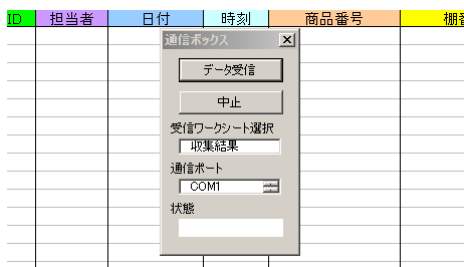 ID 担当者 日付 時刻 商品番号 棚番
通信ボックス
データ受信
中止
受信ワークシート選択
収集結果
通信ポート
COM1
状態